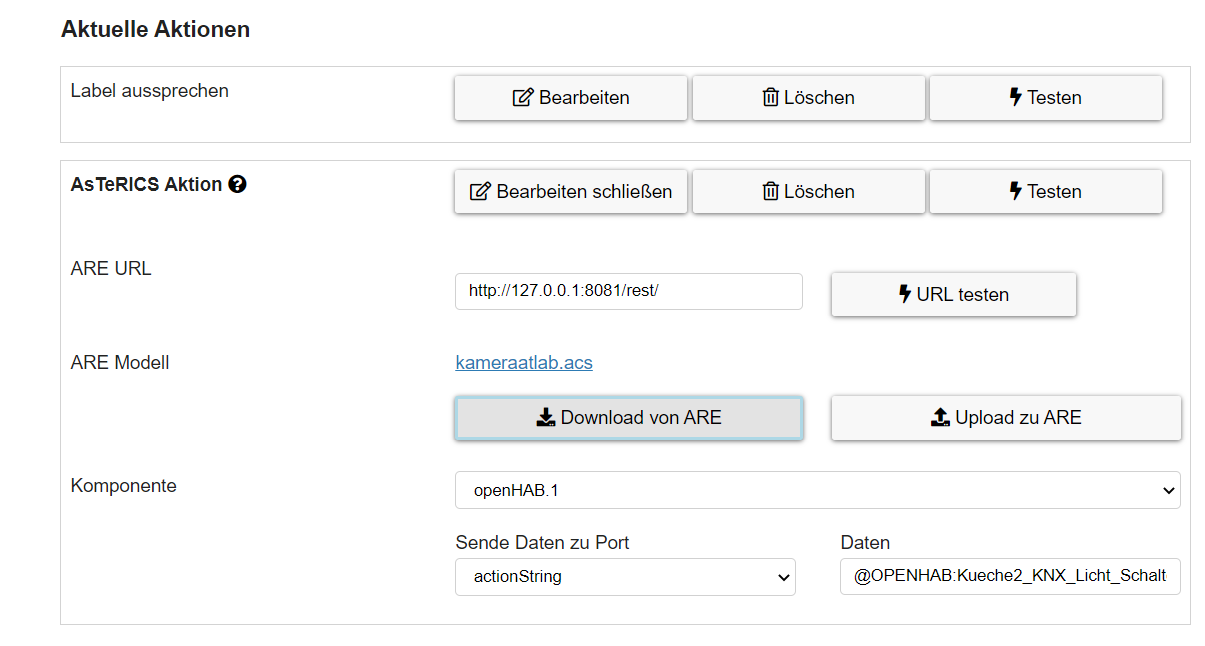 Aktuelle Aktionen
Label aussprechen
Bearbeiten
Löschen
Testen
AsTeRICS Aktion
Bearbeiten schließen
Löschen
Testen
ARE URL
http://127.0.0.1:8081/rest/
URL testen
ARE Modell
kameraatlab.acs
Download von ARE
Upload zu ARE
Komponente
openHAB.1
Sende Daten zu Port
Daten
actionString
@OPENHAB:Kueche2_KNX_Licht_Schalt